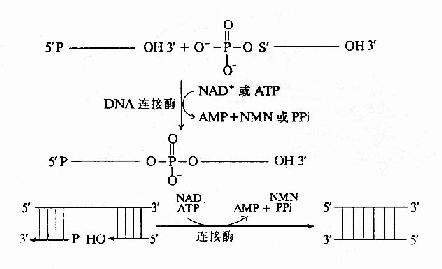 O
5′P OH 3′ + O⁻ P O S′ OH 3′
O⁻
NAD⁺ 或 ATP
DNA 连接酶
AMP + NMN 或 PPi
O
5′P O P O OH 3′
O⁻
NAD NMN
5′ 3′ ATP AMP + PPi 5′ 3′
3′ P HO 5′ 连接酶 3′ 5′